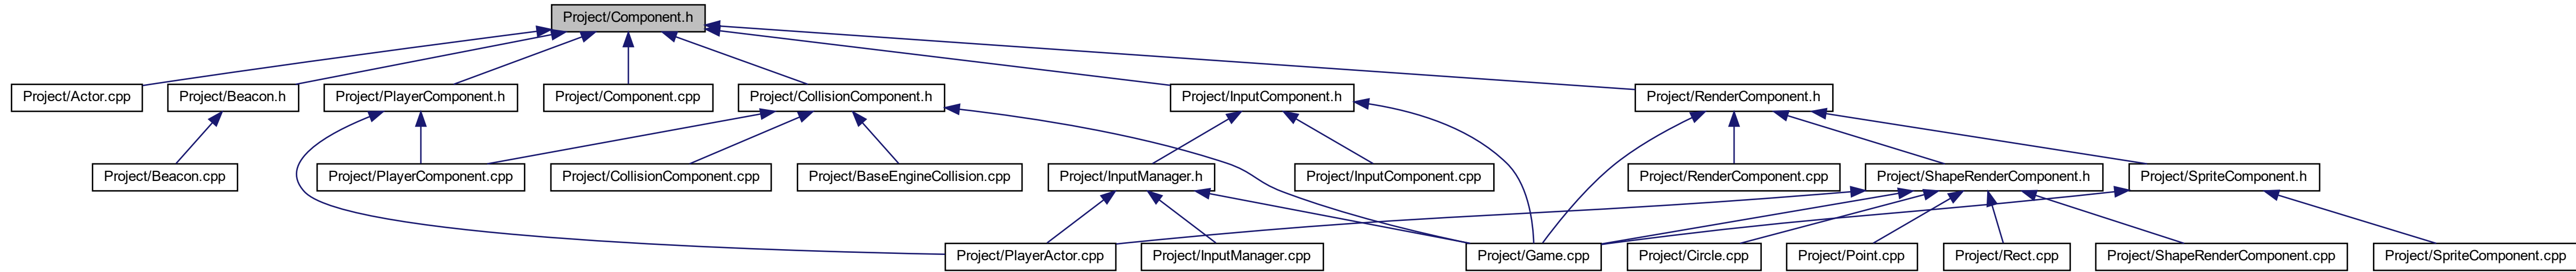 Project/Component.h
Project/Actor.cpp
Project/Beacon.h
Project/PlayerComponent.h
Project/Component.cpp
Project/CollisionComponent.h
Project/InputComponent.h
Project/RenderComponent.h
Project/Beacon.cpp
Project/PlayerComponent.cpp
Project/CollisionComponent.cpp
Project/BaseEngineCollision.cpp
Project/InputManager.h
Project/InputComponent.cpp
Project/RenderComponent.cpp
Project/ShapeRenderComponent.h
Project/SpriteComponent.h
Project/PlayerActor.cpp
Project/InputManager.cpp
Project/Game.cpp
Project/Circle.cpp
Project/Point.cpp
Project/Rect.cpp
Project/ShapeRenderComponent.cpp
Project/SpriteComponent.cpp